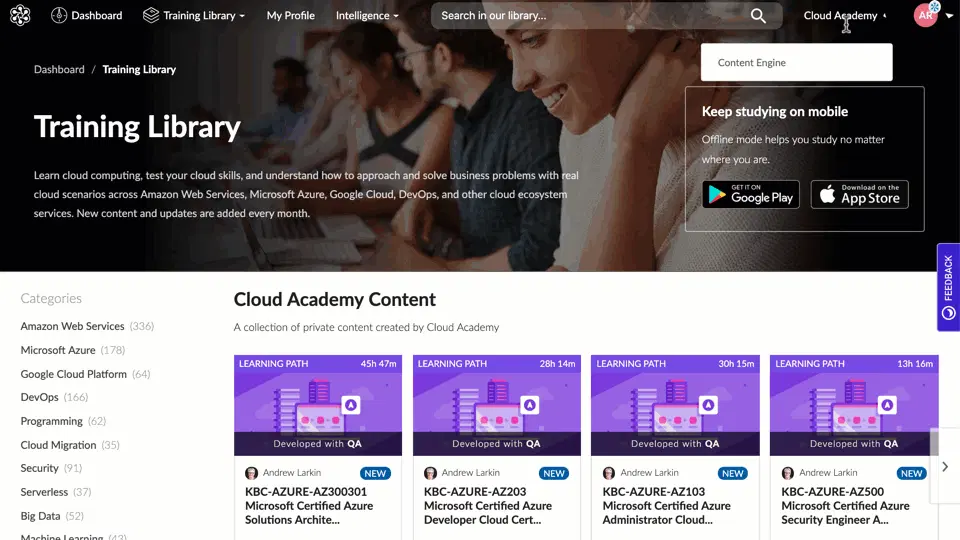 Dashboard
Training Library
My Profile
Intelligence
Search in our library...
Cloud Academy
AR
Content Engine
Dashboard / Training Library
Training Library
Learn cloud computing, test your cloud skills, and understand how to approach and solve business problems with real
cloud scenarios across Amazon Web Services, Microsoft Azure, Google Cloud, DevOps, and other cloud ecosystem
services. New content and updates are added every month.
Keep studying on mobile
Offline mode helps you study no matter
where you are.
GET IT ON
Google Play
Download on the
App Store
FEEDBACK
Categories
Amazon Web Services (336)
Microsoft Azure (178)
Google Cloud Platform (64)
DevOps (166)
Programming (62)
Cloud Migration (35)
Security (91)
Serverless (37)
Big Data (52)
Machine Learning (43)
Cloud Academy Content
A collection of private content created by Cloud Academy
LEARNING PATH 45h 47m
A
Developed with QA
Andrew Larkin NEW
KBC-AZURE-AZ300301
Microsoft Certified Azure
Solutions Archite...
LEARNING PATH 28h 14m
A
Developed with QA
Andrew Larkin NEW
KBC-AZURE-AZ203
Microsoft Certified Azure
Developer Cloud Cert...
LEARNING PATH 30h 15m
A
Developed with QA
Andrew Larkin NEW
KBC-AZURE-AZ103
Microsoft Certified Azure
Administrator Cloud...
LEARNING PATH 13h 16m
A
Developed with QA
Andrew Larkin NEW
KBC-AZURE-AZ500
Microsoft Certified Azure
Security Engineer A...